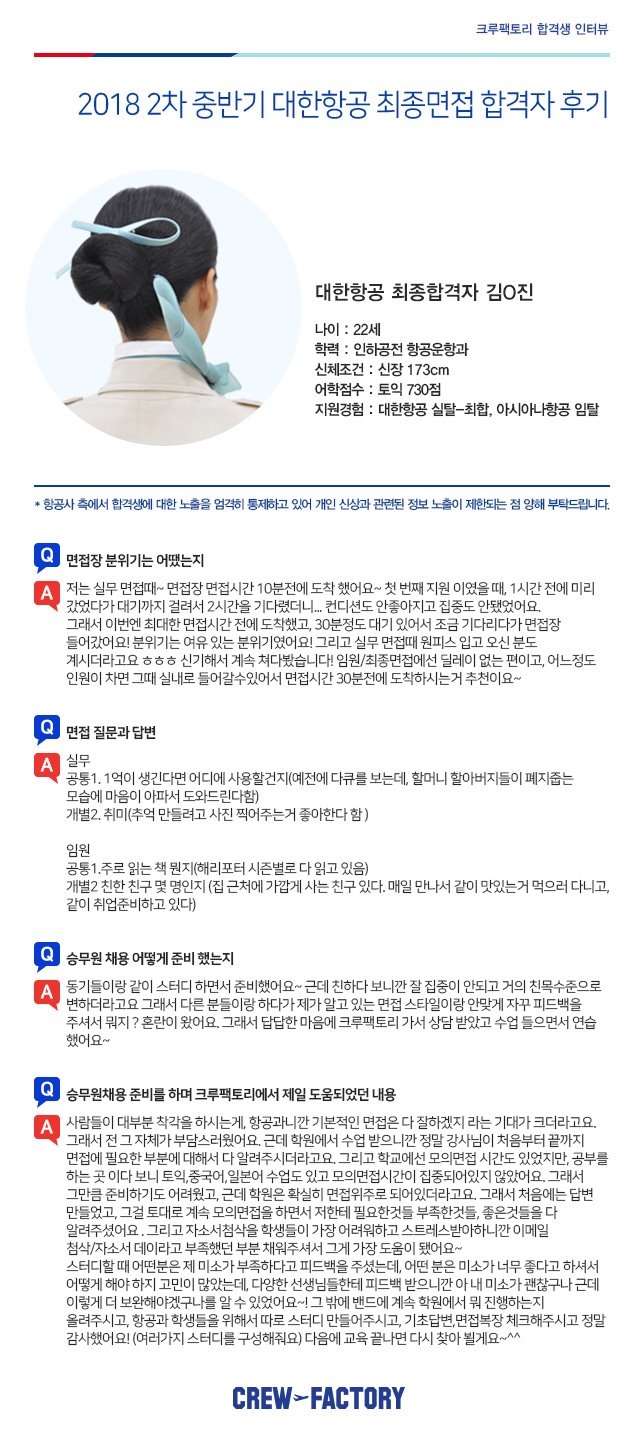 크루팩토리 합격생 인터뷰
2018 2차 중반기 대한항공 최종면접 합격자 후기
대한항공 최종합격자 김O진
나이 : 22세
학력 : 인하공전 항공운항과
신체조건 : 신장 173cm
어학점수 : 토익 730점
지원경험 : 대한항공 실탈-최합, 아시아나항공 임탈
* 항공사 측에서 합격생에 대한 노출을 엄격히 통제하고 있어 개인 신상과 관련된 정보 노출이 제한되는 점 양해 부탁드립니다.
Q 면접장 분위기는 어땠는지
A 저는 실무 면접때~ 면접장 면접시간 10분전에 도착 했어요~ 첫 번째 지원 이였을 때, 1시간 전에 미리
갔었다가 대기까지 걸려서 2시간을 기다렸더니... 컨디션도 안좋아지고 집중도 안됐었어요.
그래서 이번엔 최대한 면접시간 전에 도착했고, 30분정도 대기 있어서 조금 기다리다가 면접장
들어갔어요! 분위기는 여유 있는 분위기였어요! 그리고 실무 면접때 원피스 입고 오신 분도
계시더라고요 ㅎㅎㅎ 신기해서 계속 쳐다봤습니다! 임원/최종면접에선 딜레이 없는 편이고, 어느정도
인원이 차면 그때 실내로 들어갈수있어서 면접시간 30분전에 도착하시는거 추천이요~
Q 면접 질문과 답변
A 실무
공통1. 1억이 생긴다면 어디에 사용할건지(예전에 다큐를 보는데, 할머니 할아버지들이 폐지줍는
모습에 마음이 아파서 도와드린다함)
개별2. 취미(추억 만들려고 사진 찍어주는거 좋아한다 함 )
임원
공통1.주로 읽는 책 뭔지(해리포터 시즌별로 다 읽고 있음)
개별2 친한 친구 몇 명인지 (집 근처에 가깝게 사는 친구 있다. 매일 만나서 같이 맛있는거 먹으러 다니고,
같이 취업준비하고 있다)
Q 승무원 채용 어떻게 준비 했는지
A 동기들이랑 같이 스터디 하면서 준비했어요~ 근데 친하다 보니깐 잘 집중이 안되고 거의 친목수준으로
변하더라고요 그래서 다른 분들이랑 하다가 제가 알고 있는 면접 스타일이랑 안맞게 자꾸 피드백을
주셔서 뭐지 ? 혼란이 왔어요. 그래서 답답한 마음에 크루팩토리 가서 상담 받았고 수업 들으면서 연습
했어요~
Q 승무원채용 준비를 하며 크루팩토리에서 제일 도움되었던 내용
A 사람들이 대부분 착각을 하시는게, 항공과니깐 기본적인 면접은 다 잘하겠지 라는 기대가 크더라고요.
그래서 전 그 자체가 부담스러웠어요. 근데 학원에서 수업 받으니깐 정말 강사님이 처음부터 끝까지
면접에 필요한 부분에 대해서 다 알려주시더라고요. 그리고 학교에선 모의면접 시간도 있었지만, 공부를
하는 곳 이다 보니 토익,중국어,일본어 수업도 있고 모의면접시간이 집중되어있지 않았어요. 그래서
그만큼 준비하기도 어려웠고, 근데 학원은 확실히 면접위주로 되어있더라고요. 그래서 처음에는 답변
만들었고, 그걸 토대로 계속 모의면접을 하면서 저한테 필요한것들 부족한것들, 좋은것들을 다
알려주셨어요 . 그리고 자소서첨삭을 학생들이 가장 어려워하고 스트레스받아하니깐 이메일
첨삭/자소서 데이라고 부족했던 부분 채워주셔서 그게 가장 도움이 됐어요~
스터디할 때 어떤분은 제 미소가 부족하다고 피드백을 주셨는데, 어떤 분은 미소가 너무 좋다고 하셔서
어떻게 해야 하지 고민이 많았는데, 다양한 선생님들한테 피드백 받으니깐 아 내 미소가 괜찮구나 근데
이렇게 더 보완해야겠구나를 알 수 있었어요~! 그 밖에 밴드에 계속 학원에서 뭐 진행하는지
올려주시고, 항공과 학생들을 위해서 따로 스터디 만들어주시고, 기초답변,면접복장 체크해주시고 정말
감사했어요! (여러가지 스터디를 구성해줘요) 다음에 교육 끝나면 다시 찾아 뵐게요~^^
CREW FACTORY